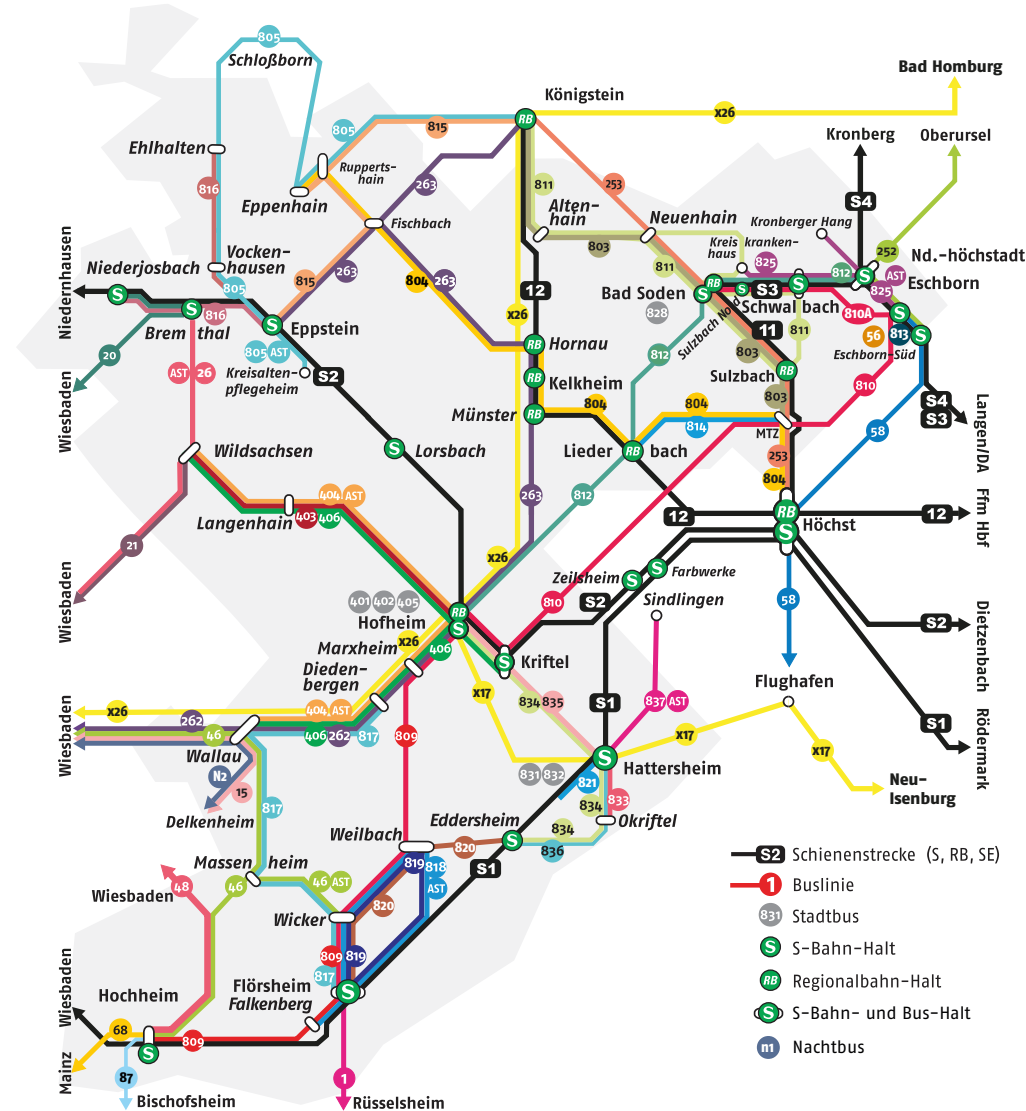 805
Schloßborn
Bad Homburg
Königstein
x26
Kronberg
Oberursel
805
815
Ehlhalten
Ruppertshain
816
Eppenhain
263
811
253
S4
Altenhain
Neuenhain
Kronberger Hang
Fischbach
803
Kreiskrankenhaus
825
252
Nd.-höchstadt
Niedernhausen
Niederjosbach
Vockenhausen
805
815
263
804
263
12
811
812
AST
825
Eschborn
Bad Soden
828
S3
Schwalbach
Sulzbach Nord
810A
816
Bremthal
Eppstein
x26
11
811
56
813
Eschborn-Süd
20
805 AST
Kreisalten-
pflegeheim
S2
Hornau
812
803
AST 26
Kelkheim
Sulzbach
803
810
Wiesbaden
Münster
804
804
814
MTZ
58
S4
S3
Langen/DA
Wildsachsen
Lorsbach
Liederbach
253
804
404 AST
Langenhain
403 406
263
812
12
RB
Höchst
12
Ffm Hbf
21
x26
Zeilsheim
Farbwerke
Wiesbaden
401 402 405
Hofheim
810
S2
Sindlingen
58
S2
Dietzenbach
x26
406
Marxheim
Kriftel
Diedenbergen
x17
834 835
S1
837 AST
Flughafen
Wiesbaden
x26
404 AST
262
46
406 262 817
809
x17
x17
S1
Rödermark
Wallau
N2
15
831 832
821
Hattersheim
Neu-
Isenburg
Delkenheim
817
833
834
Eddersheim
834
Okriftel
Weilbach
820
836
S2 Schienenstrecke (S, RB, SE)
819 818
AST
S1
Massenheim
Wiesbaden
48
46
46 AST
820
1 Buslinie
831 Stadtbus
Wicker
S S-Bahn-Halt
809 819
817
RB Regionalbahn-Halt
Wiesbaden
Hochheim
Flörsheim
Falkenberg
S
S S-Bahn- und Bus-Halt
68
809
n1 Nachtbus
Mainz
87
1
Bischofsheim
Rüsselsheim